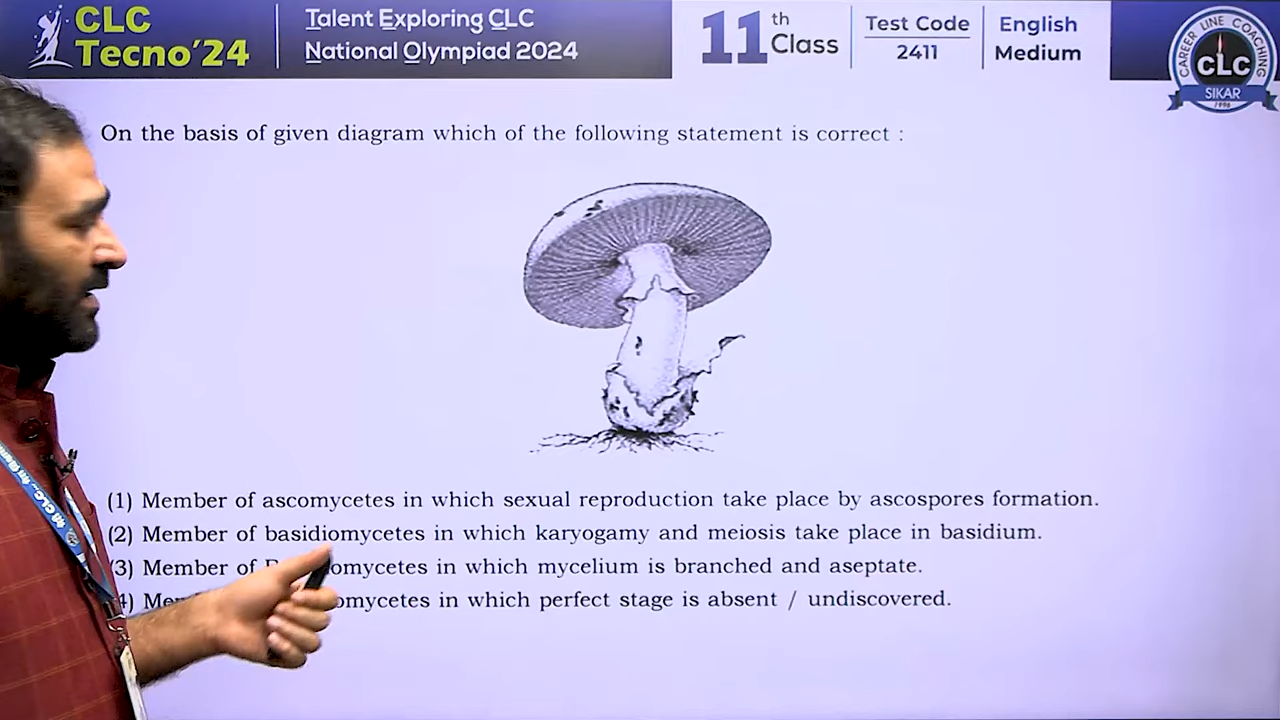 CLC
Tecno'24
Talent Exploring CLC
National Olympiad 2024
11th Class
Test Code
2411
English
Medium
CAREER LINE COACHING
CLC
SIKAR
1996
On the basis of given diagram which of the following statement is correct :
(1) Member of ascomycetes in which sexual reproduction take place by ascospores formation.
(2) Member of basidiomycetes in which karyogamy and meiosis take place in basidium.
(3) Member of omycetes in which mycelium is branched and aseptate.
omycetes in which perfect stage is absent / undiscovered.
CLC